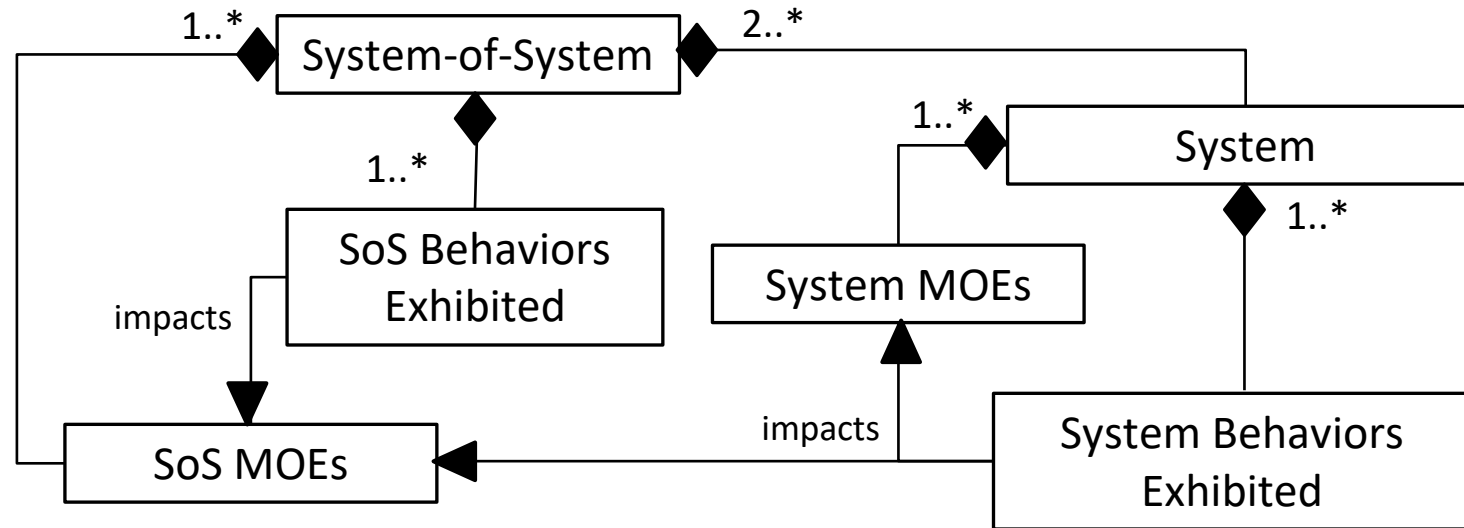 1..*
System-of-System
2..*
1..*
System
1..*
1..*
SoS Behaviors
Exhibited
System MOEs
impacts
impacts
System Behaviors
Exhibited
SoS MOEs